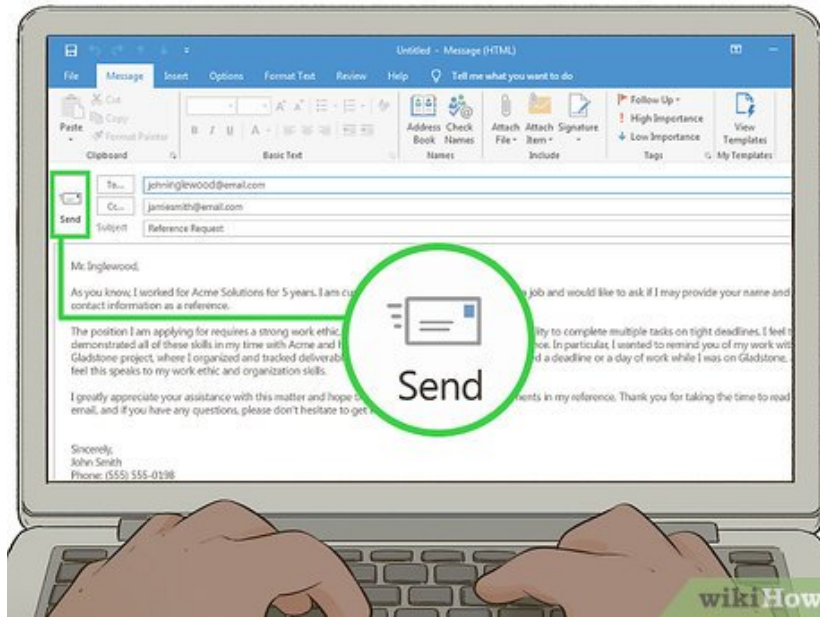 Untitled - Message (HTML)
File Message Insert Options Format Text Review Help Tell me what you want to do
Cut
Copy
Format Painter
Paste
Clipboard
B I U A
Basic Text
Address Book
Check Names
Names
Attach File
Attach Item
Signature
Include
Follow Up
High Importance
Low Importance
Tags
View Templates
My Templates
Send
To... johninglewood@email.com
Cc... jamiesmith@email.com
Subject Reference Request
Mr. Inglewood,
As you know, I worked for Acme Solutions for 5 years. I am cu job and would like to ask if I may provide your name and
contact information as a reference.
The position I am applying for requires a strong work ethic, lity to complete multiple tasks on tight deadlines. I feel
demonstrated all of these skills in my time with Acme and nce. In particular, I wanted to remind you of my work
Gladstone project, where I organized and tracked deliverab ed a deadline or a day of work while I was on Gladstone,
feel this speaks to my work ethic and organization skills.
I greatly appreciate your assistance with this matter and hope ments in my reference. Thank you for taking the time to read
email, and if you have any questions, please don't hesitate to get
Send
Sincerely,
John Smith
Phone: (555) 555-0198
wikiHow